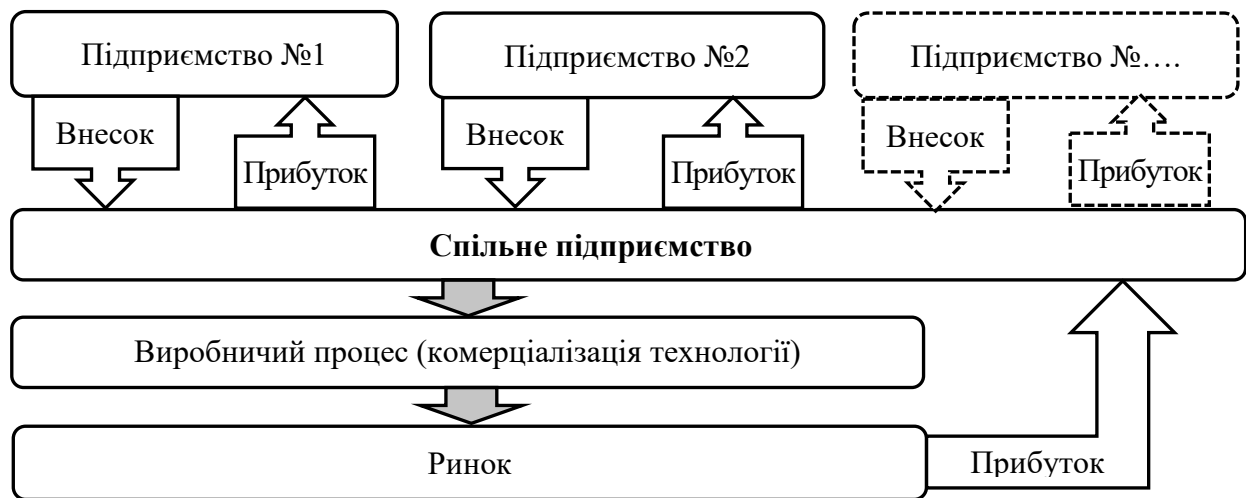 Підприємство №1
Підприємство №2
Підприємство №….
Внесок
Прибуток
Внесок
Прибуток
Внесок
Прибуток
Спільне підприємство
Виробничий процес (комерціалізація технології)
Ринок
Прибуток